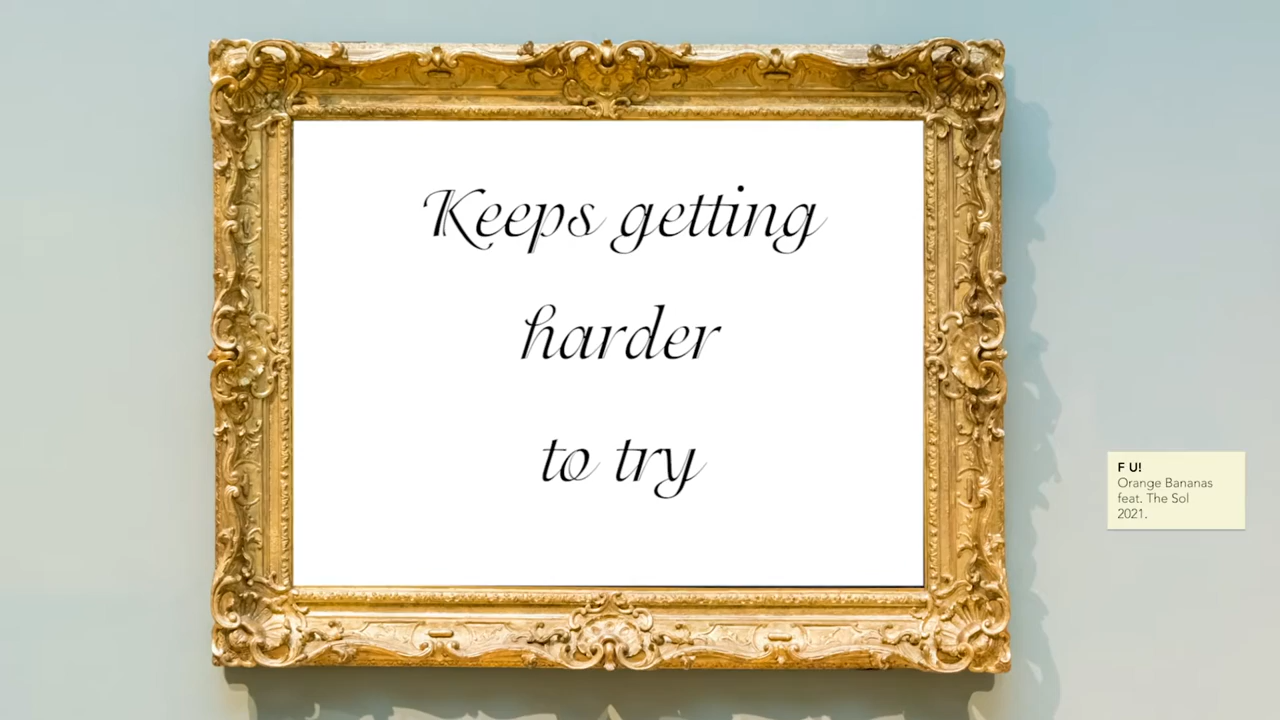 Keeps getting
harder
to try
F U!
Orange Bananas
feat. The Sol
2021.